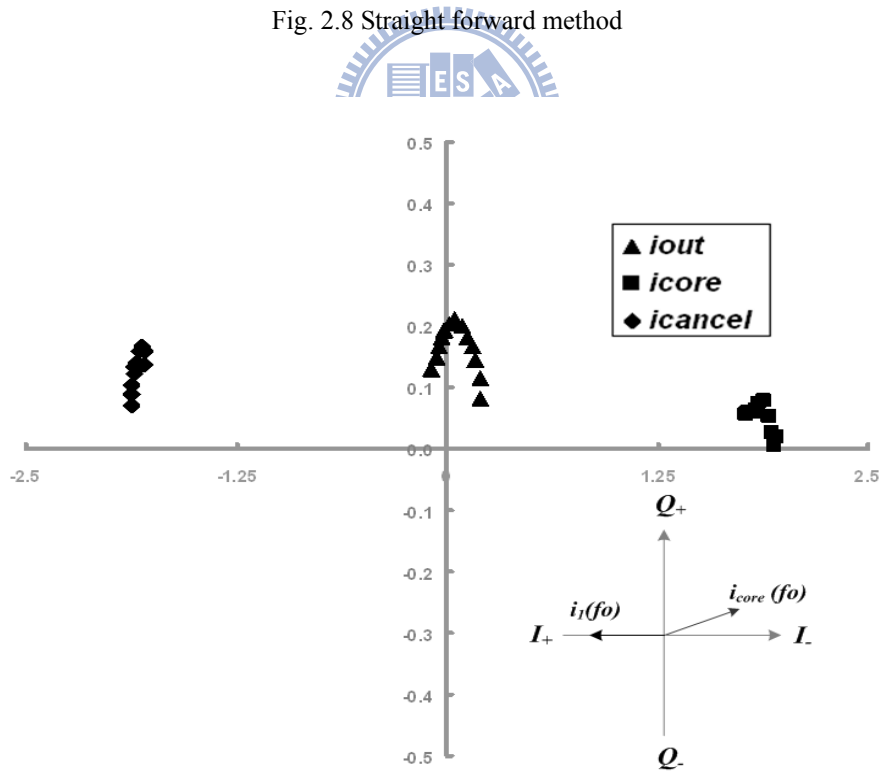 Fig. 2.8 Straight forward method
ESA
0.5
0.4
0.3
0.2
0.1
0.0
-0.1
-0.2
-0.3
-0.4
-0.5
-2.5
-1.25
0
1.25
2.5
iout
icore
icancel
Q+
i1(fo)
icore (fo)
I+
I-
Q-